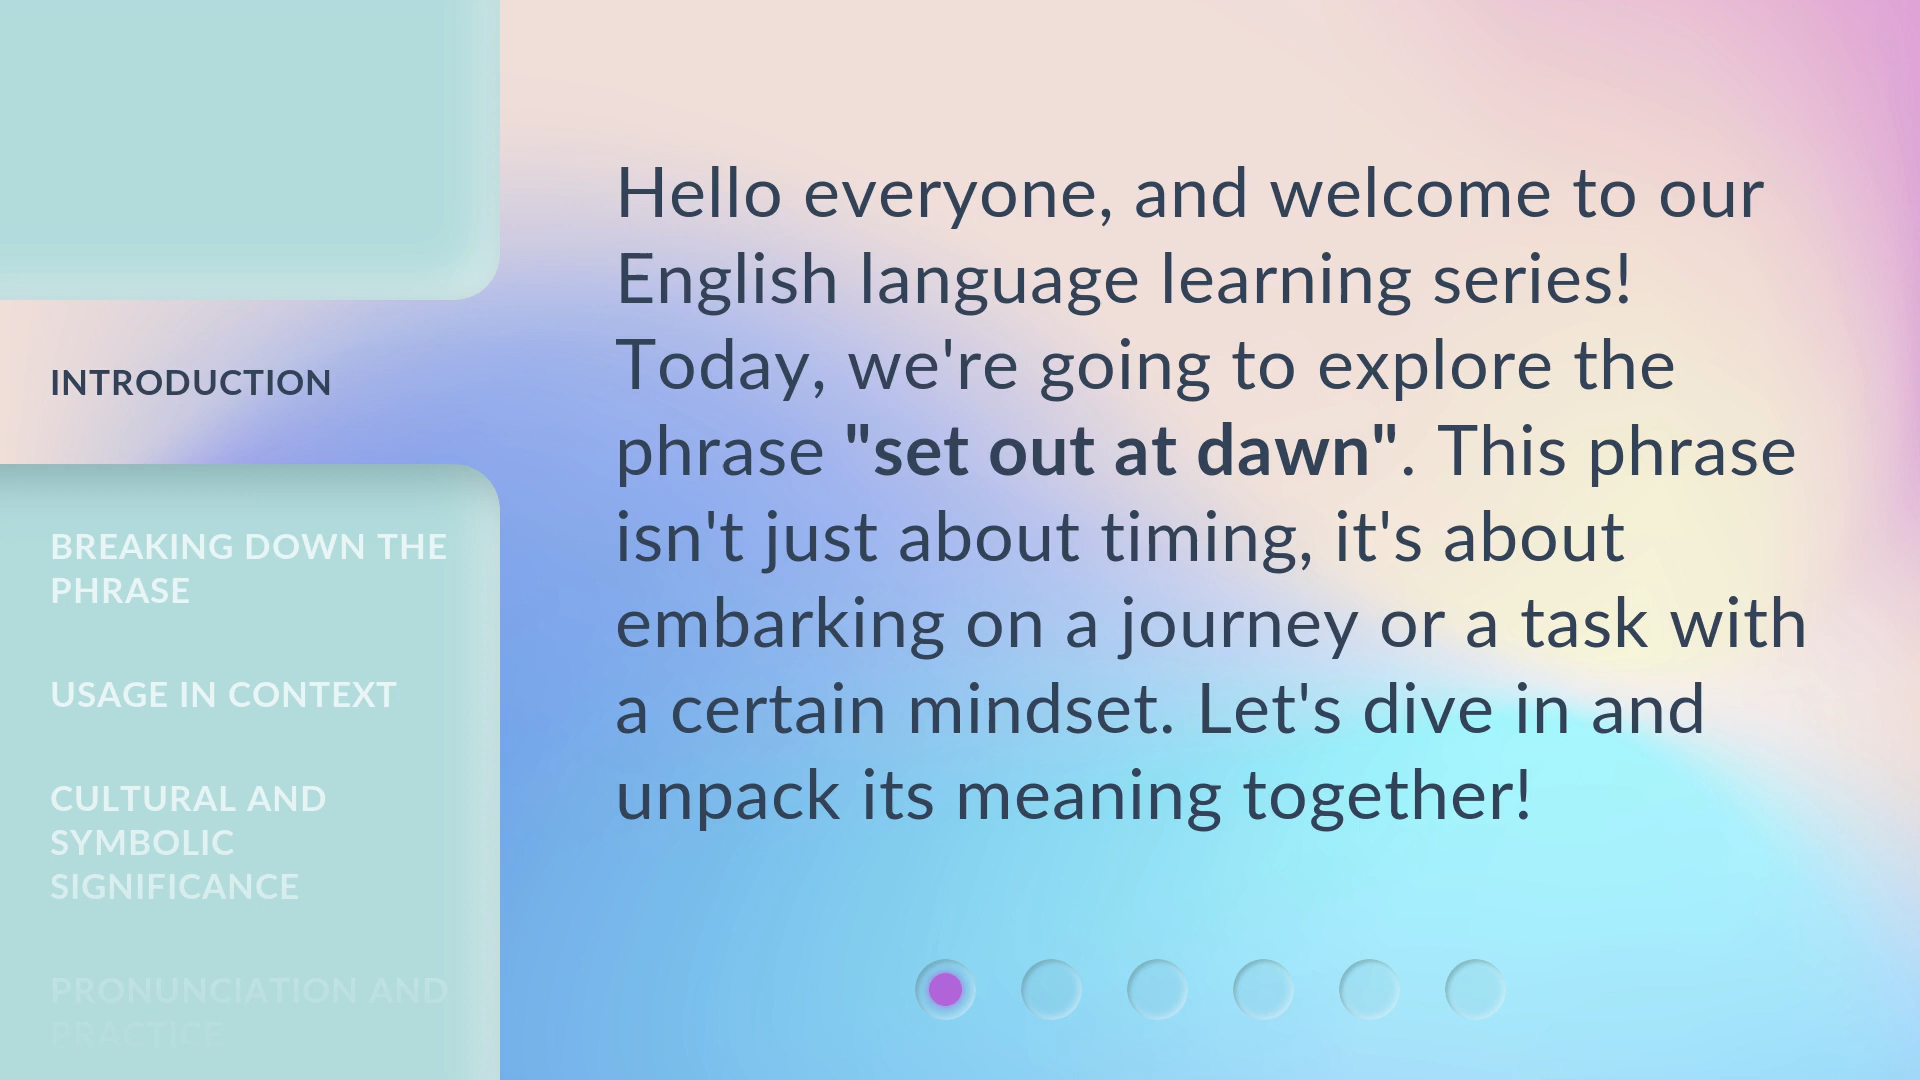 INTRODUCTION
BREAKING DOWN THE
PHRASE
USAGE IN CONTEXT
CULTURAL AND
SYMBOLIC
SIGNIFICANCE
PRONUNCIATION AND
PRACTICE
Hello everyone, and welcome to our
English language learning series!
Today, we're going to explore the
phrase "set out at dawn". This phrase
isn't just about timing, it's about
embarking on a journey or a task with
a certain mindset. Let's dive in and
unpack its meaning together!